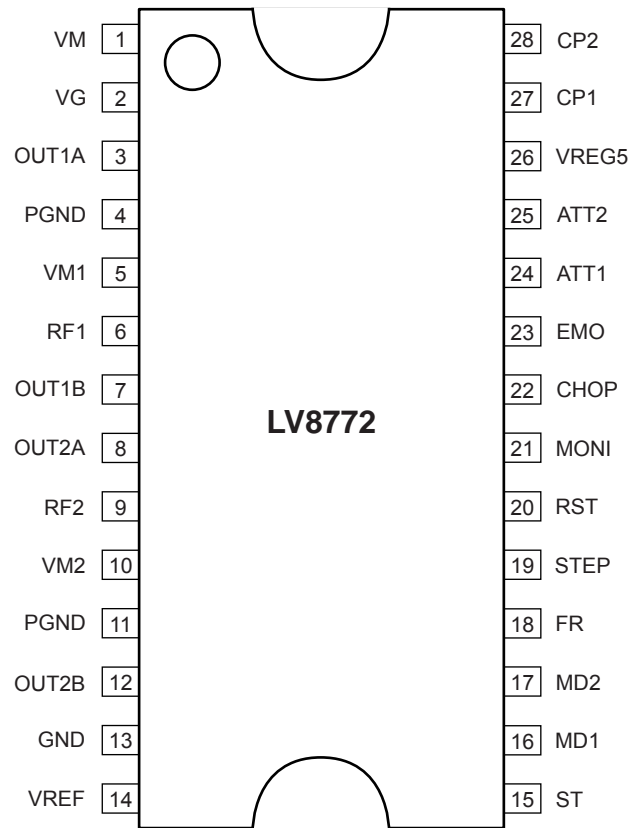 VM 1 28 CP2
VG 2 27 CP1
OUT1A 3 26 VREG5
PGND 4 25 ATT2
VM1 5 24 ATT1
RF1 6 23 EMO
OUT1B 7 22 CHOP
LV8772
OUT2A 8 21 MONI
RF2 9 20 RST
VM2 10 19 STEP
PGND 11 18 FR
OUT2B 12 17 MD2
GND 13 16 MD1
VREF 14 15 ST